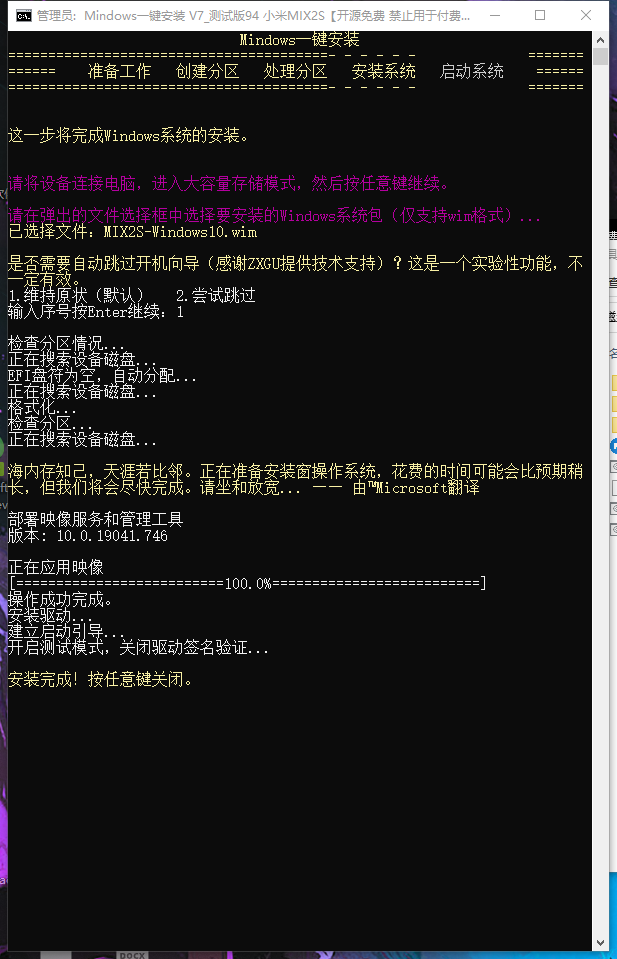 管理员: Mindows一键安装 V7_测试版94 小米MIX2S【开源免费 禁止用于付费...
Mindows一键安装
========================================- - - - - - =======
====== 准备工作 创建分区 处理分区 安装系统 启动系统 ======
========================================- - - - - - =======
这一步将完成Windows系统的安装。
请将设备连接电脑，进入大容量存储模式，然后按任意键继续。
请在弹出的文件选择框中选择要安装的Windows系统包（仅支持wim格式）...
已选择文件：MIX2S-Windows10.wim
是否需要自动跳过开机向导（感谢ZXGU提供技术支持）？这是一个实验性功能，不
一定有效。
1.维持原状（默认） 2.尝试跳过
输入序号按Enter继续：1
检查分区情况...
正在搜索设备磁盘...
EFI盘符为空，自动分配...
正在搜索设备磁盘...
格式化...
检查分区...
正在搜索设备磁盘...
海内存知己，天涯若比邻。正在准备安装窗操作系统，花费的时间可能会比预期稍
长，但我们将会尽快完成。请坐和放宽... —— 由™Microsoft翻译
部署映像服务和管理工具
版本: 10.0.19041.746
正在应用映像
[==========================100.0%==========================]
操作成功完成。
安装驱动...
建立启动引导...
开启测试模式，关闭驱动签名验证...
安装完成! 按任意键关闭。
DOCX